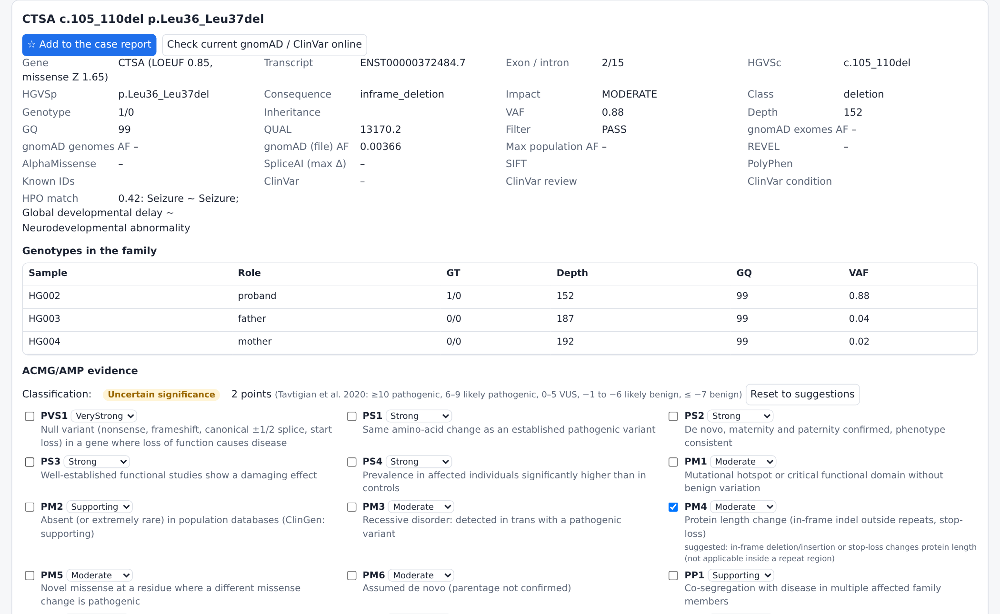 CTSA c.105_110del p.Leu36_Leu37del
☆ Add to the case report Check current gnomAD / ClinVar online
Gene CTSA (LOEUF 0.85, missense Z 1.65) Transcript ENST00000372484.7 Exon / intron 2/15 HGVSc c.105_110del
HGVSp p.Leu36_Leu37del Consequence inframe_deletion Impact MODERATE Class deletion
Genotype 1/0 Inheritance VAF 0.88 Depth 152
GQ 99 QUAL 13170.2 Filter PASS gnomAD exomes AF –
gnomAD genomes AF – gnomAD (file) AF 0.00366 Max population AF – REVEL –
AlphaMissense – SpliceAI (max Δ) – SIFT PolyPhen
Known IDs ClinVar – ClinVar review ClinVar condition
HPO match 0.42: Seizure ~ Seizure;
Global developmental delay ~
Neurodevelopmental abnormality
Genotypes in the family
Sample Role GT Depth GQ VAF
HG002 proband 1/0 152 99 0.88
HG003 father 0/0 187 99 0.04
HG004 mother 0/0 192 99 0.02
ACMG/AMP evidence
Classification: Uncertain significance 2 points (Tavtigian et al. 2020: ≥10 pathogenic, 6–9 likely pathogenic, 0–5 VUS, −1 to −6 likely benign, ≤ −7 benign) Reset to suggestions
PVS1 VeryStrong
Null variant (nonsense, frameshift, canonical ±1/2 splice, start
loss) in a gene where loss of function causes disease
PS1 Strong
Same amino-acid change as an established pathogenic variant
PS2 Strong
De novo, maternity and paternity confirmed, phenotype
consistent
PS3 Strong
Well-established functional studies show a damaging effect
PS4 Strong
Prevalence in affected individuals significantly higher than in
controls
PM1 Moderate
Mutational hotspot or critical functional domain without
benign variation
PM2 Supporting
Absent (or extremely rare) in population databases (ClinGen:
supporting)
PM3 Moderate
Recessive disorder: detected in trans with a pathogenic
variant
PM4 Moderate
Protein length change (in-frame indel outside repeats, stop-
loss)
suggested: in-frame deletion/insertion or stop-loss changes protein length
(not applicable inside a repeat region)
PM5 Moderate
Novel missense at a residue where a different missense
change is pathogenic
PM6 Moderate
Assumed de novo (parentage not confirmed)
PP1 Supporting
Co-segregation with disease in multiple affected family
members